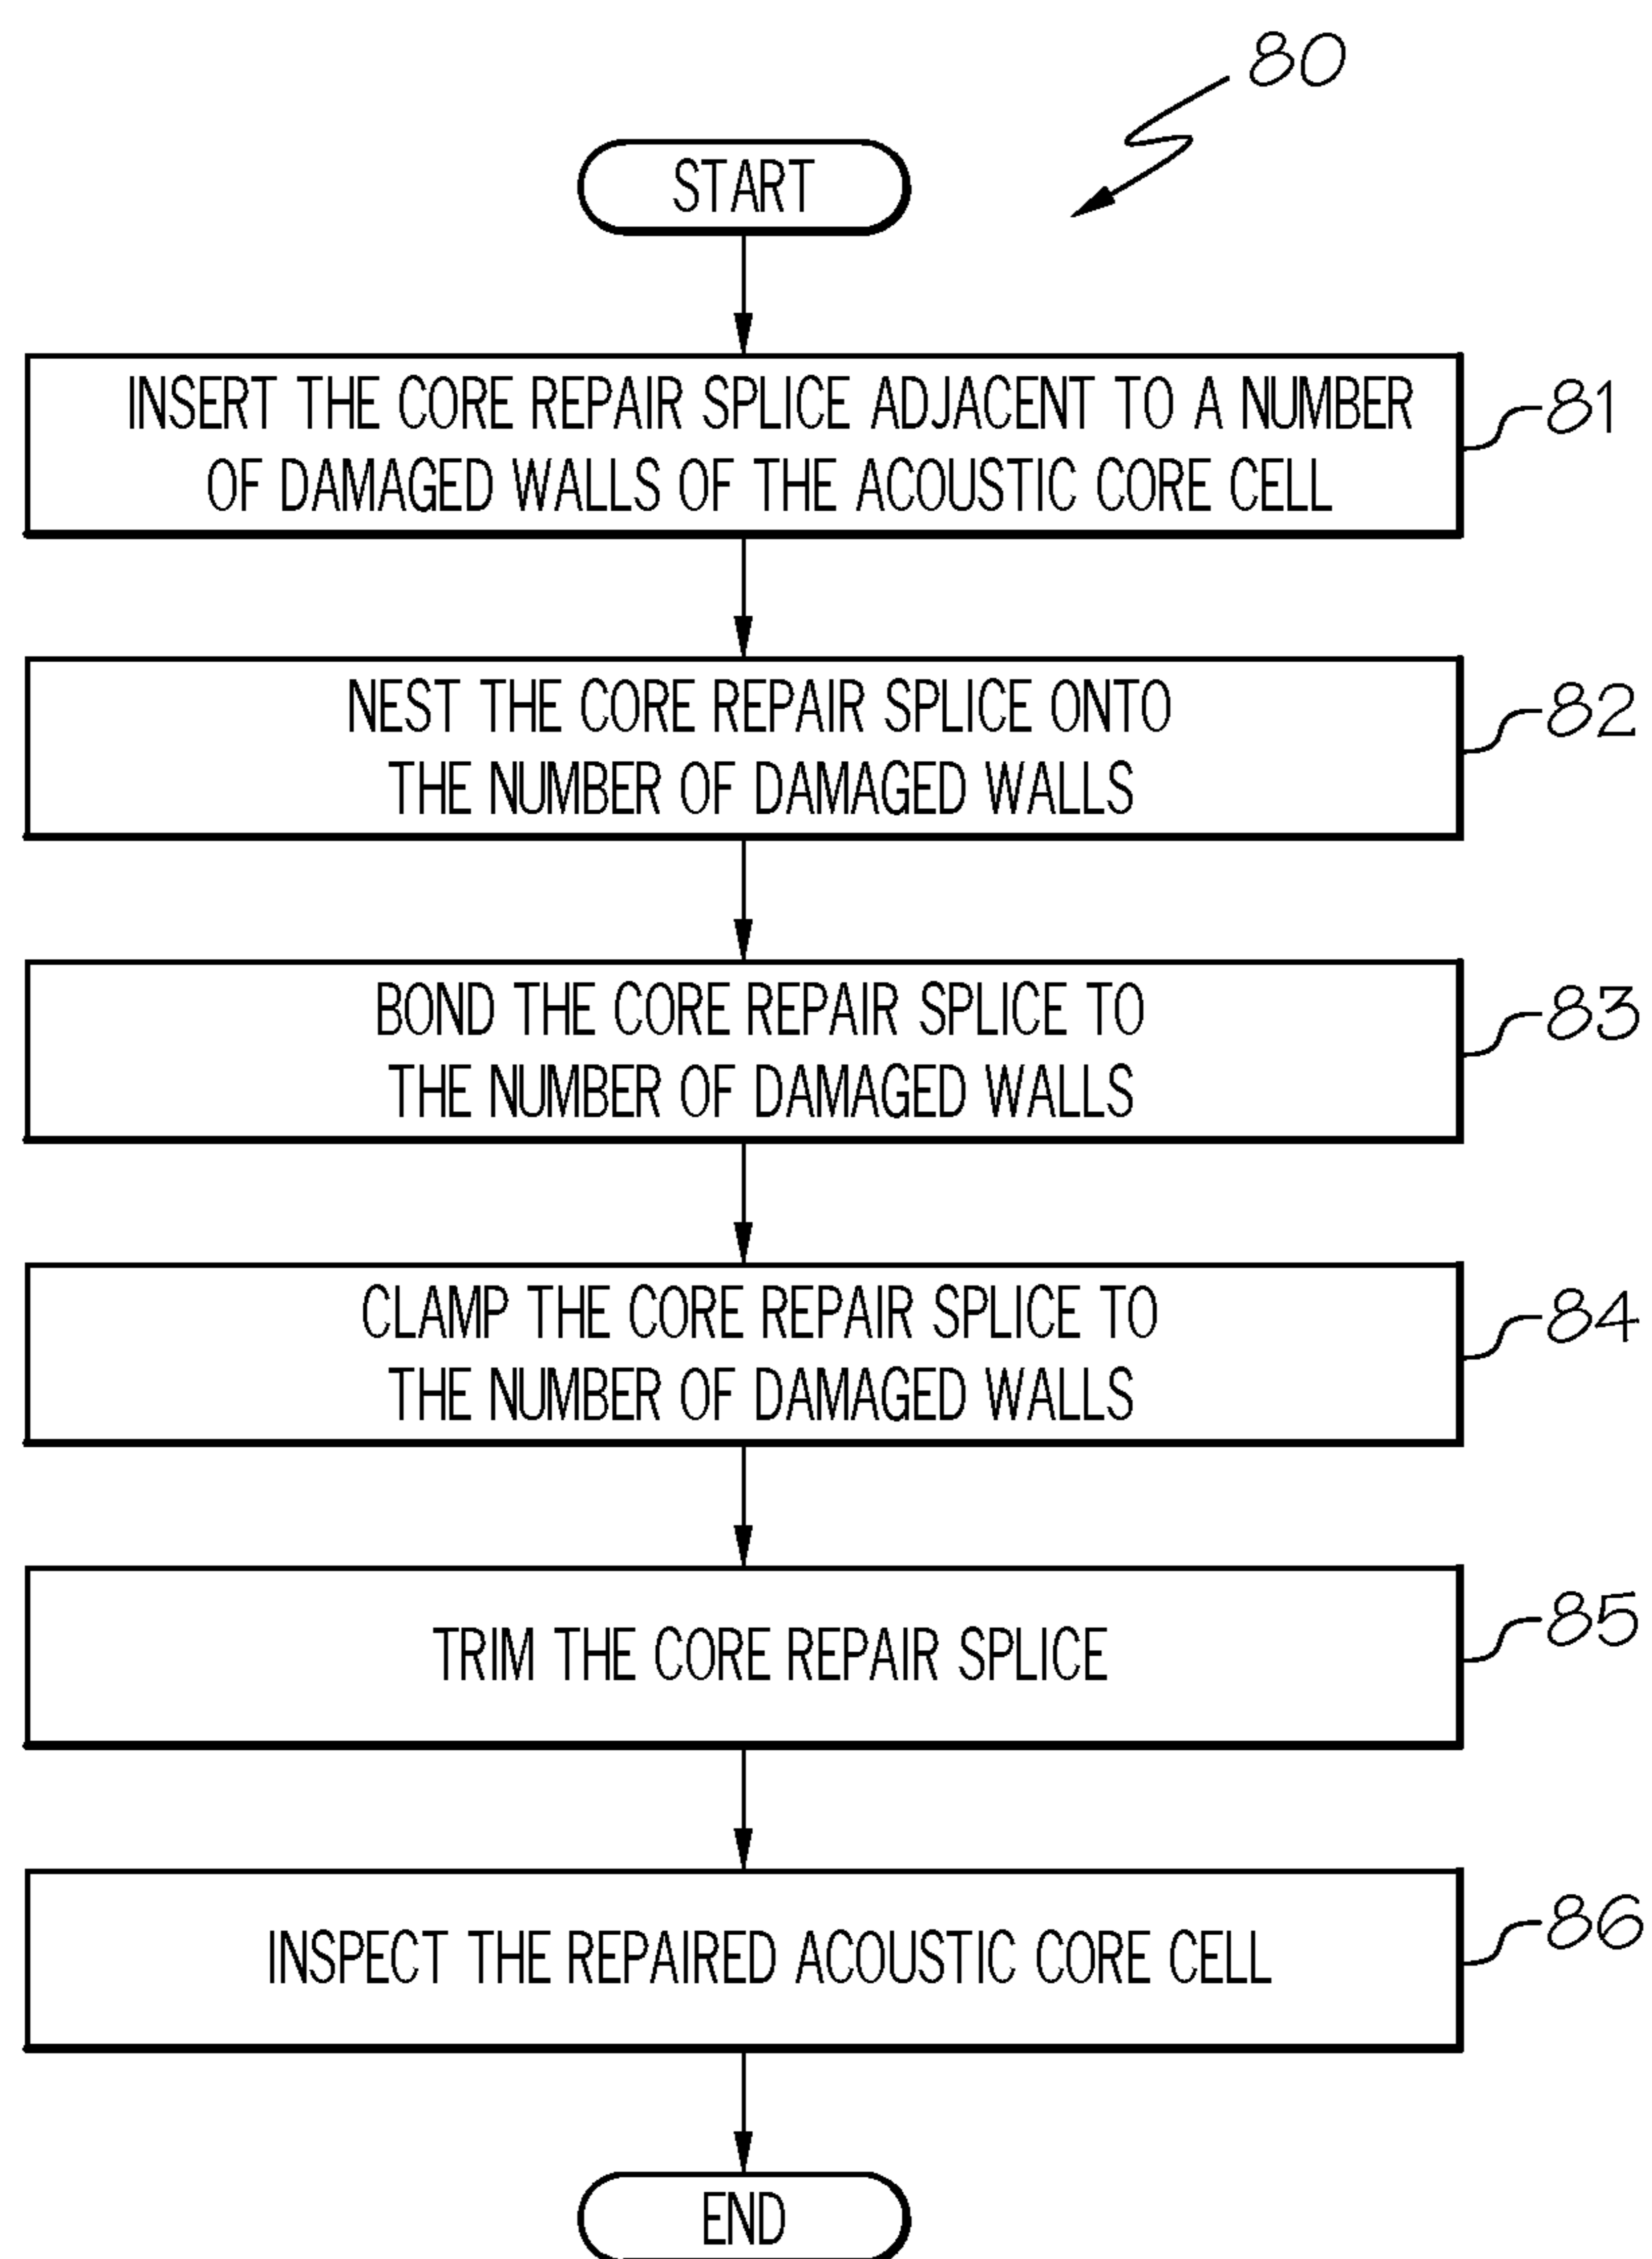 80
START
INSERT THE CORE REPAIR SPLICE ADJACENT TO A NUMBER
OF DAMAGED WALLS OF THE ACOUSTIC CORE CELL
81
NEST THE CORE REPAIR SPLICE ONTO
THE NUMBER OF DAMAGED WALLS
82
BOND THE CORE REPAIR SPLICE TO
THE NUMBER OF DAMAGED WALLS
83
CLAMP THE CORE REPAIR SPLICE TO
THE NUMBER OF DAMAGED WALLS
84
TRIM THE CORE REPAIR SPLICE
85
INSPECT THE REPAIRED ACOUSTIC CORE CELL
86
END